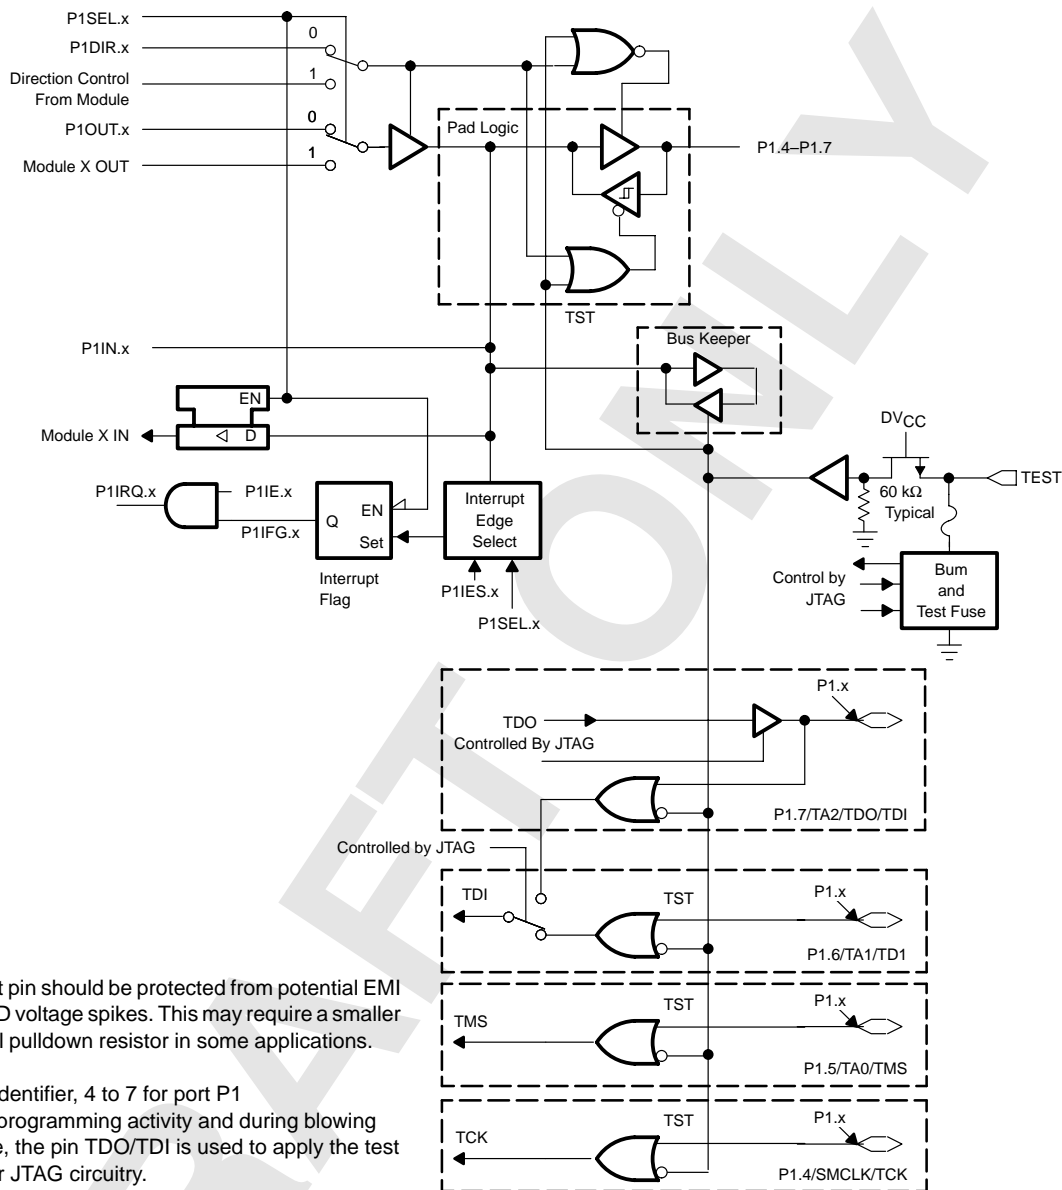 P1SEL.x
P1DIR.x
0
Direction Control
From Module
1
P1OUT.x
0
Module X OUT
1
Pad Logic
P1.4–P1.7
TST
P1IN.x
Bus Keeper
EN
Module X IN
D
P1IRQ.x
P1IE.x
P1IFG.x
Q
EN
Set
Interrupt
Flag
Interrupt
Edge
Select
P1IES.x
P1SEL.x
DVCC
TEST
60 kΩ
Typical
Control by
JTAG
Bum
and
Test Fuse
P1.x
TDO
Controlled By JTAG
P1.7/TA2/TDO/TDI
Controlled by JTAG
TDI
TST
P1.x
P1.6/TA1/TD1
TMS
TST
P1.x
P1.5/TA0/TMS
TCK
TST
P1.x
P1.4/SMCLK/TCK
t pin should be protected from potential EMI
D voltage spikes. This may require a smaller
l pulldown resistor in some applications.
dentifier, 4 to 7 for port P1
programming activity and during blowing
e, the pin TDO/TDI is used to apply the test
r JTAG circuitry.
RAFT ONLY